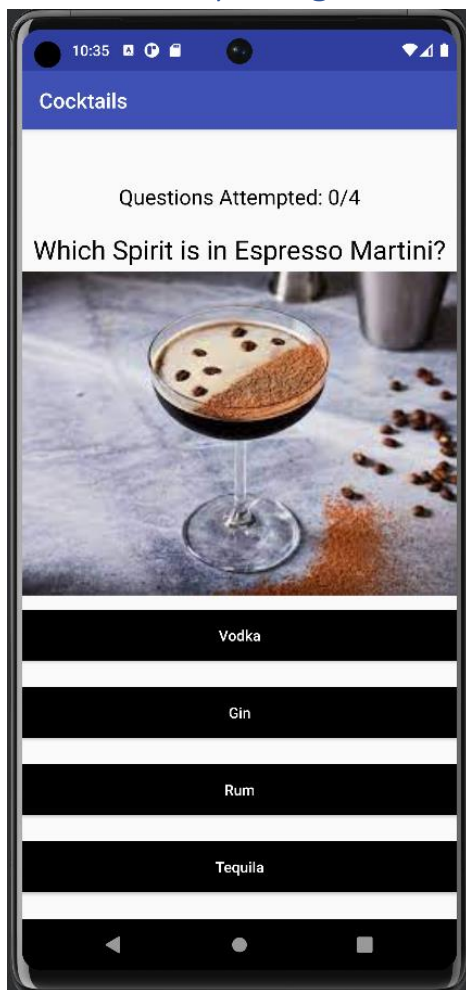 10:35
Cocktails
Questions Attempted: 0/4
Which Spirit is in Espresso Martini?
Vodka
Gin
Rum
Tequila